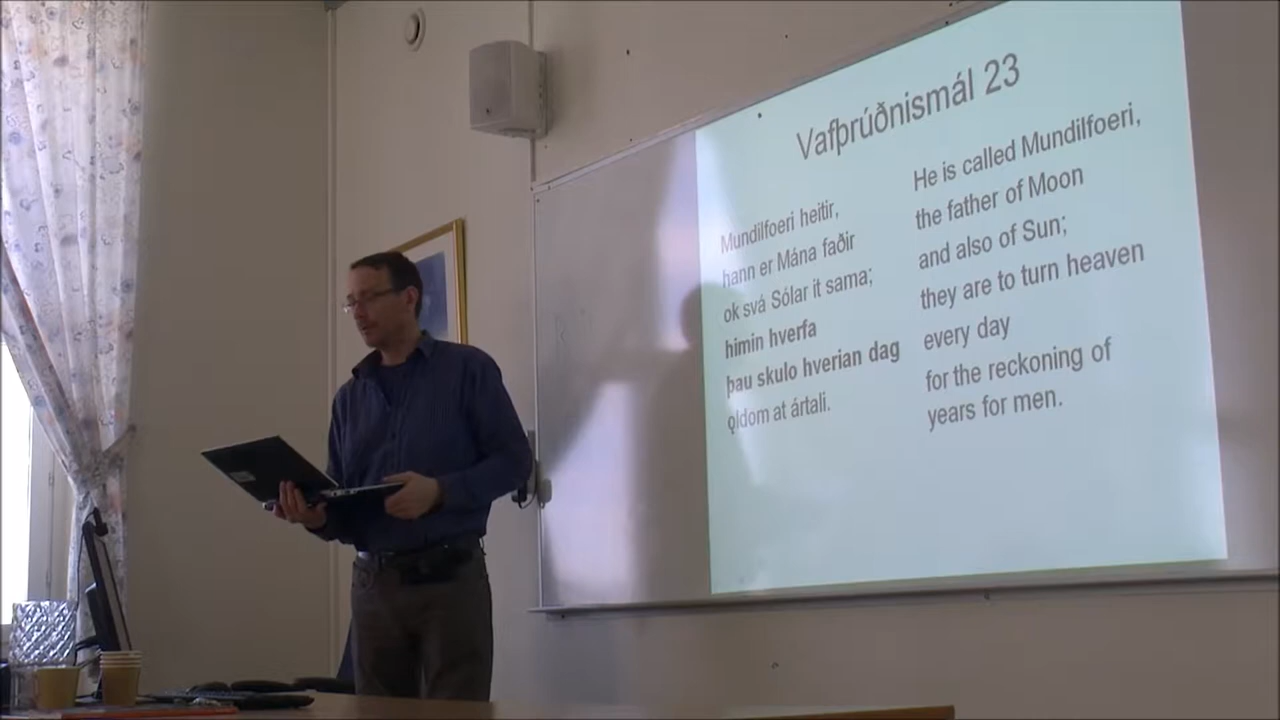 Vafþrúðnismál 23
Mundilfoeri heitir,
hann er Mána faðir
ok svá Sólar it sama;
himin hverfa
þau skulo hverian dag
ǫldom at ártali.
He is called Mundilfoeri,
the father of Moon
and also of Sun;
they are to turn heaven
every day
for the reckoning of
years for men.